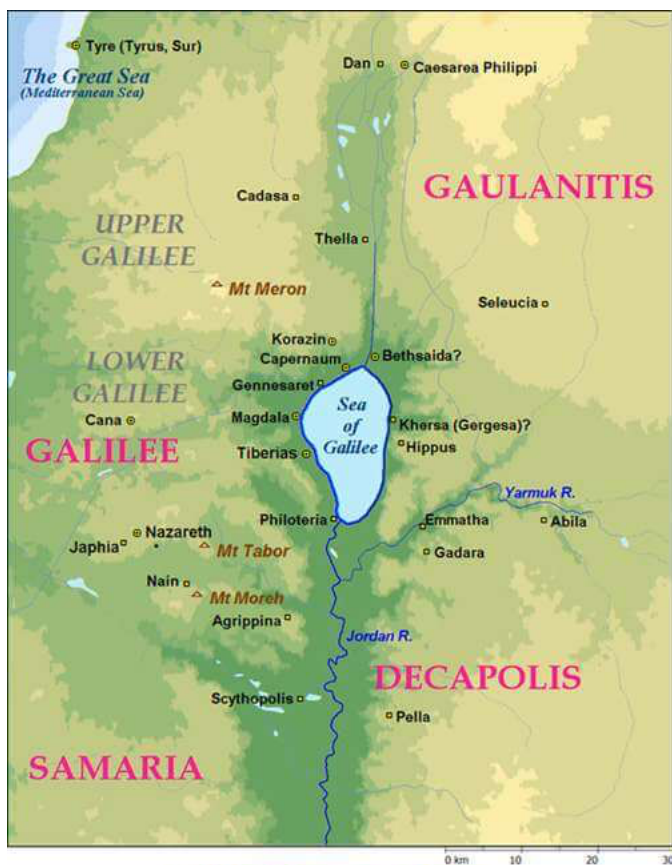 Tyre (Tyrus, Sur)
The Great Sea
(Mediterranean Sea)
Dan
Caesarea Philippi
GAULANITIS
Cadasa
UPPER
GALILEE
Thella
Mt Meron
Seleucia
Korazin
LOWER
GALILEE
Capernaum
Bethsaida?
Gennesaret
Sea
of
Galilee
Magdala
Cana
Khersa (Gergesa)?
GALILEE
Hippus
Tiberias
Yarmuk R.
Philoteria
Emmatha
Abila
Nazareth
Japhia
Mt Tabor
Gadara
Nain
Mt Moreh
Agrippina
Jordan R.
DECAPOLIS
Scythopolis
Pella
SAMARIA
0 km 10 20 30